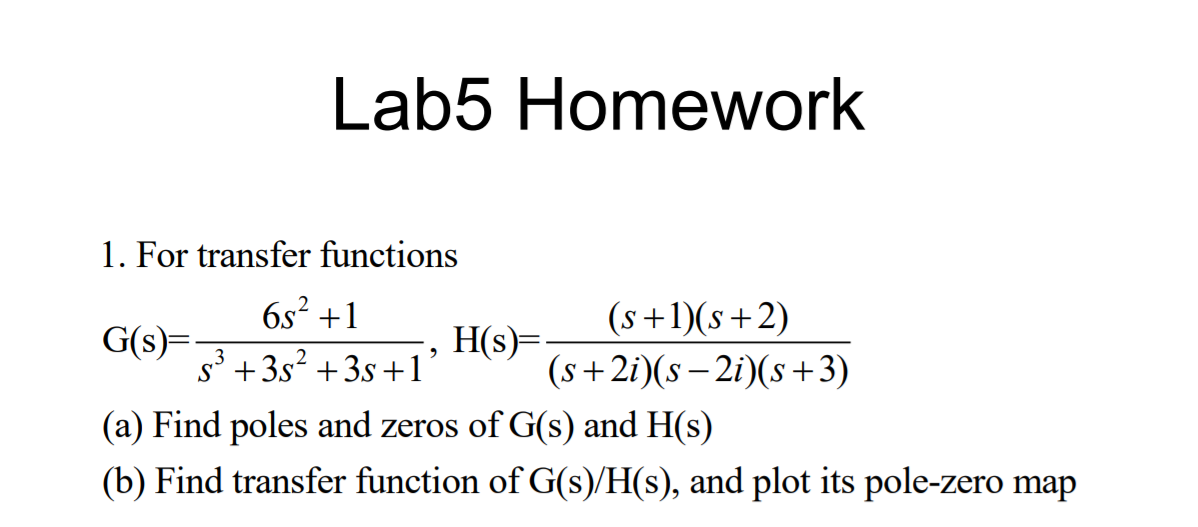 Lab5 Homework
1. For transfer functions
G(s)= \frac{6s^2+1}{s^3+3s^2+3s+1}, H(s)= \frac{(s+1)(s+2)}{(s+2i)(s-2i)(s+3)}
(a) Find poles and zeros of G(s) and H(s)
(b) Find transfer function of G(s)/H(s), and plot its pole-zero map